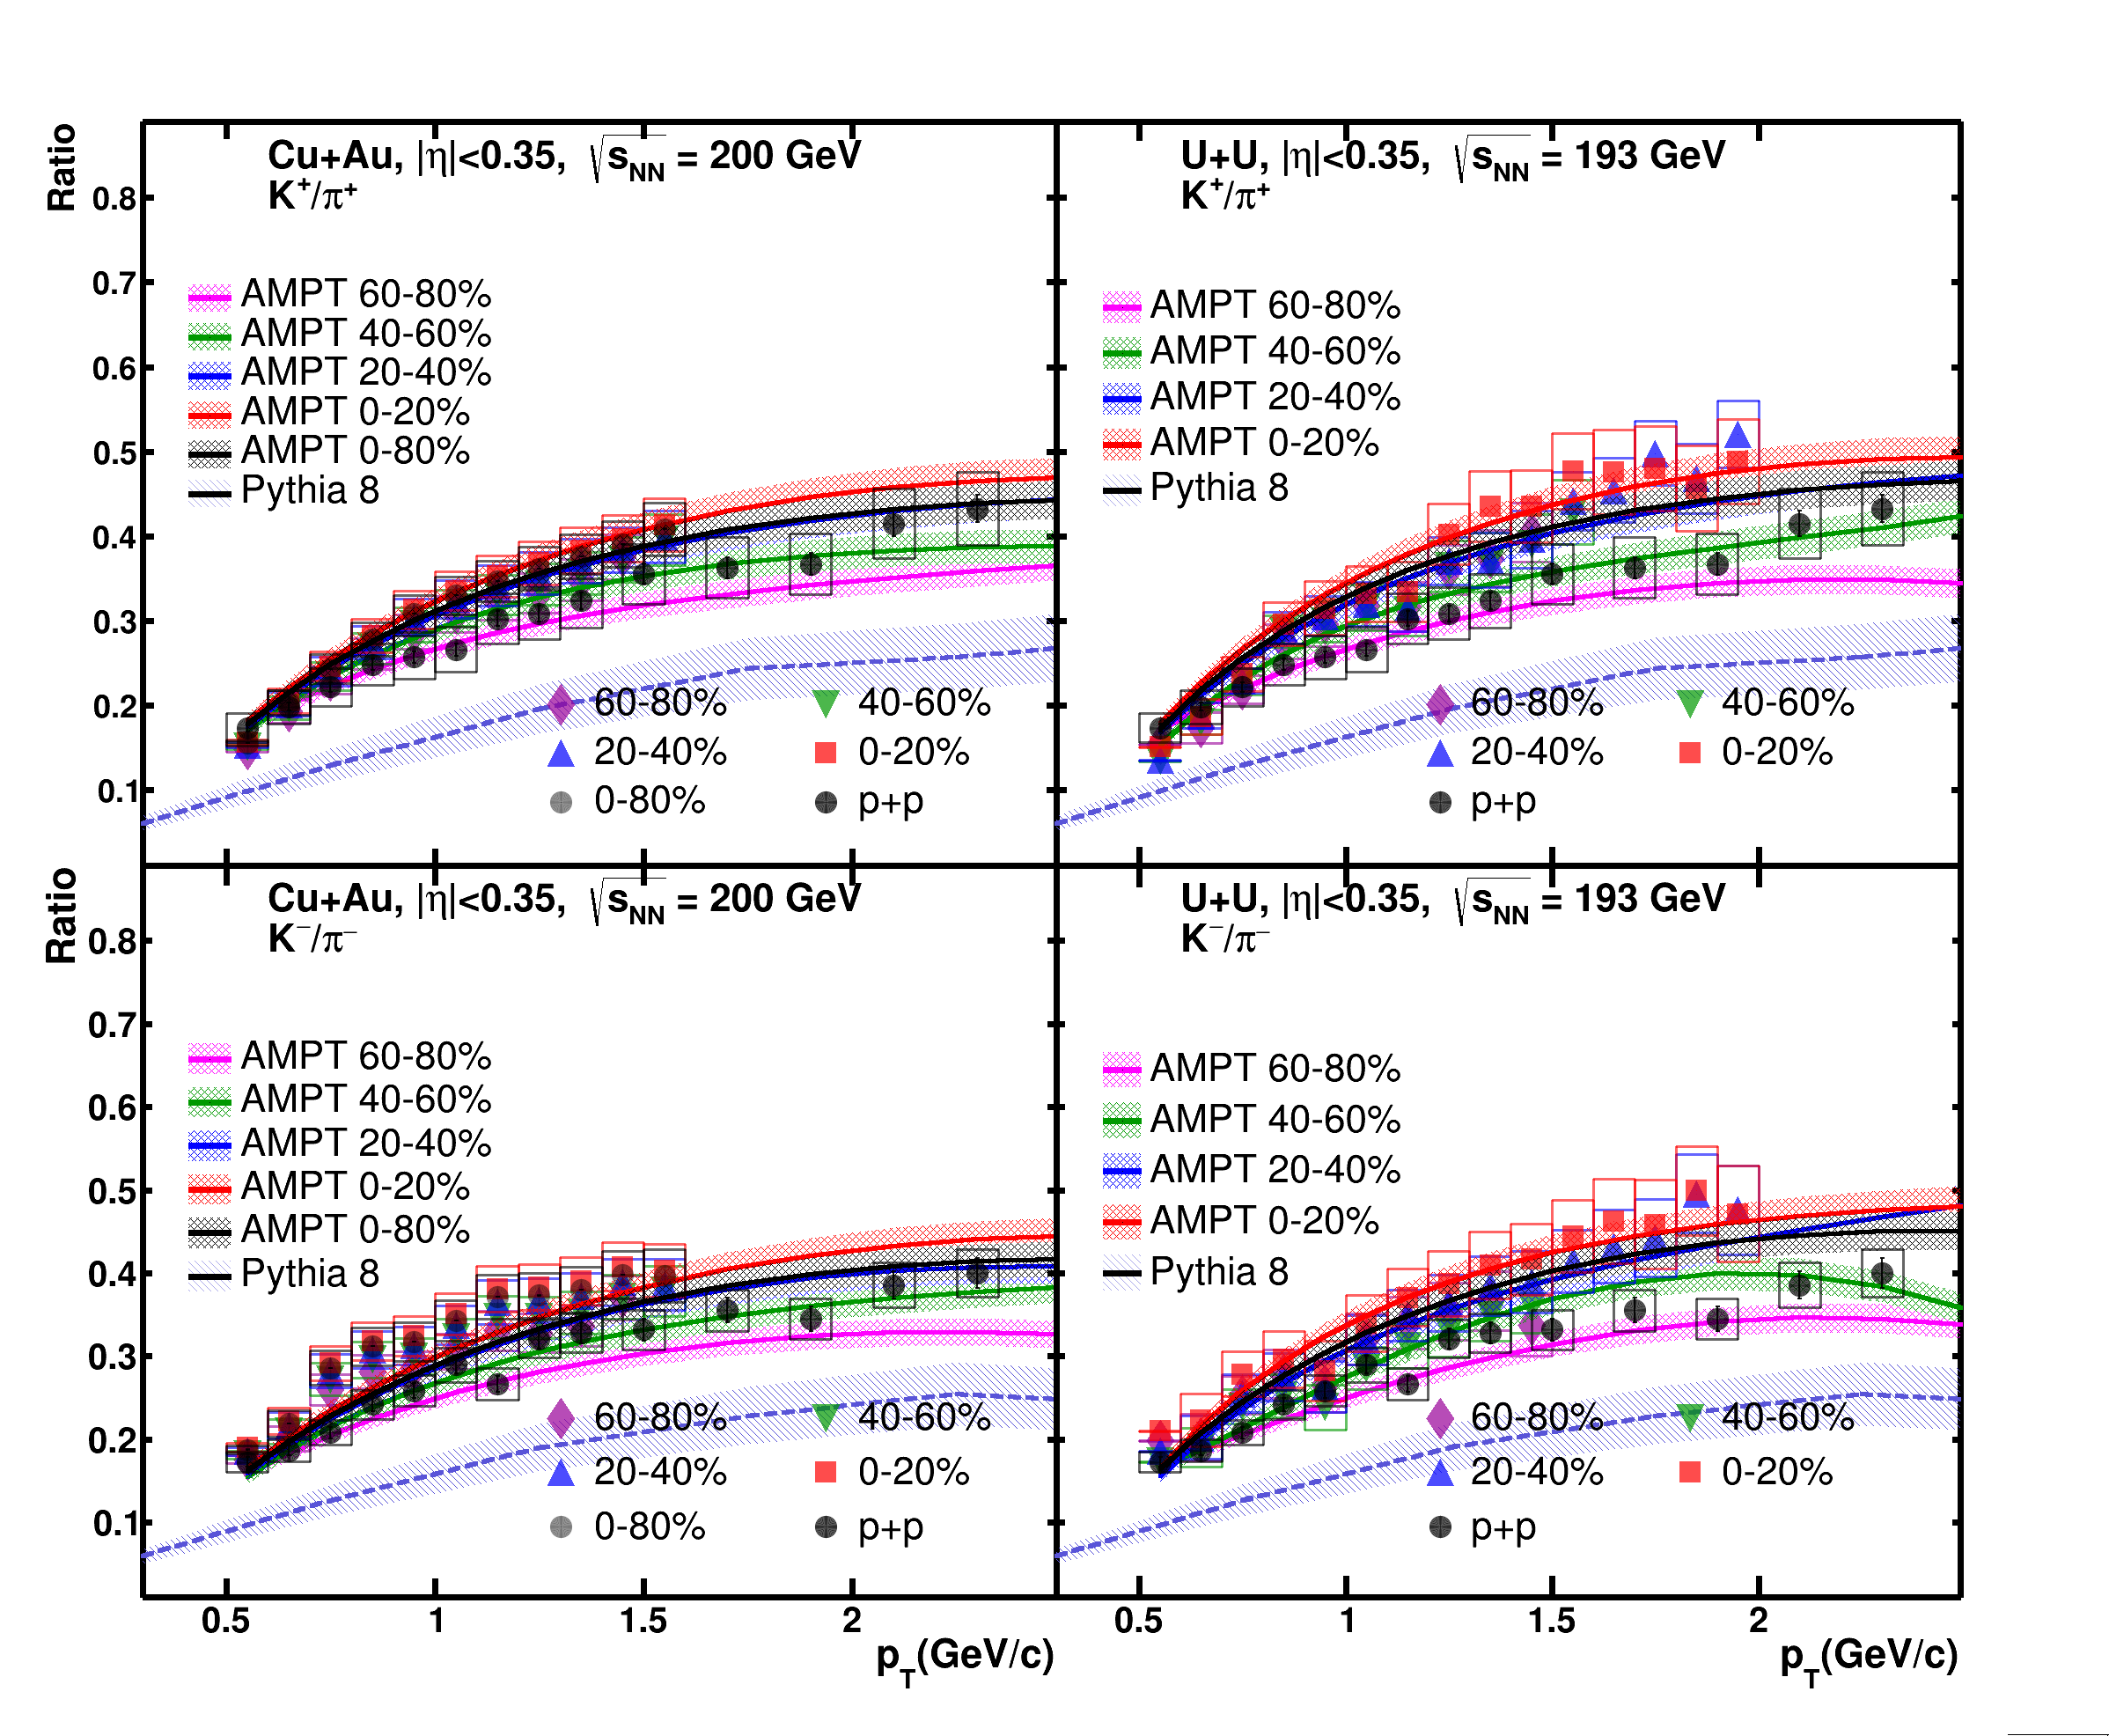 Ratio
Cu+Au, |η|<0.35, √sNN = 200 GeV
K+/π+
0.8
0.7
0.6
0.5
0.4
0.3
0.2
0.1
AMPT 60-80%
AMPT 40-60%
AMPT 20-40%
AMPT 0-20%
AMPT 0-80%
Pythia 8
60-80% 40-60%
20-40% 0-20%
0-80% p+p
U+U, |η|<0.35, √sNN = 193 GeV
K+/π+
AMPT 60-80%
AMPT 40-60%
AMPT 20-40%
AMPT 0-20%
Pythia 8
60-80% 40-60%
20-40% 0-20%
p+p
Ratio
Cu+Au, |η|<0.35, √sNN = 200 GeV
K−/π−
0.8
0.7
0.6
0.5
0.4
0.3
0.2
0.1
AMPT 60-80%
AMPT 40-60%
AMPT 20-40%
AMPT 0-20%
AMPT 0-80%
Pythia 8
60-80% 40-60%
20-40% 0-20%
0-80% p+p
0.5 1 1.5 2
pT(GeV/c)
U+U, |η|<0.35, √sNN = 193 GeV
K−/π−
AMPT 60-80%
AMPT 40-60%
AMPT 20-40%
AMPT 0-20%
Pythia 8
60-80% 40-60%
20-40% 0-20%
p+p
0.5 1 1.5 2
pT(GeV/c)